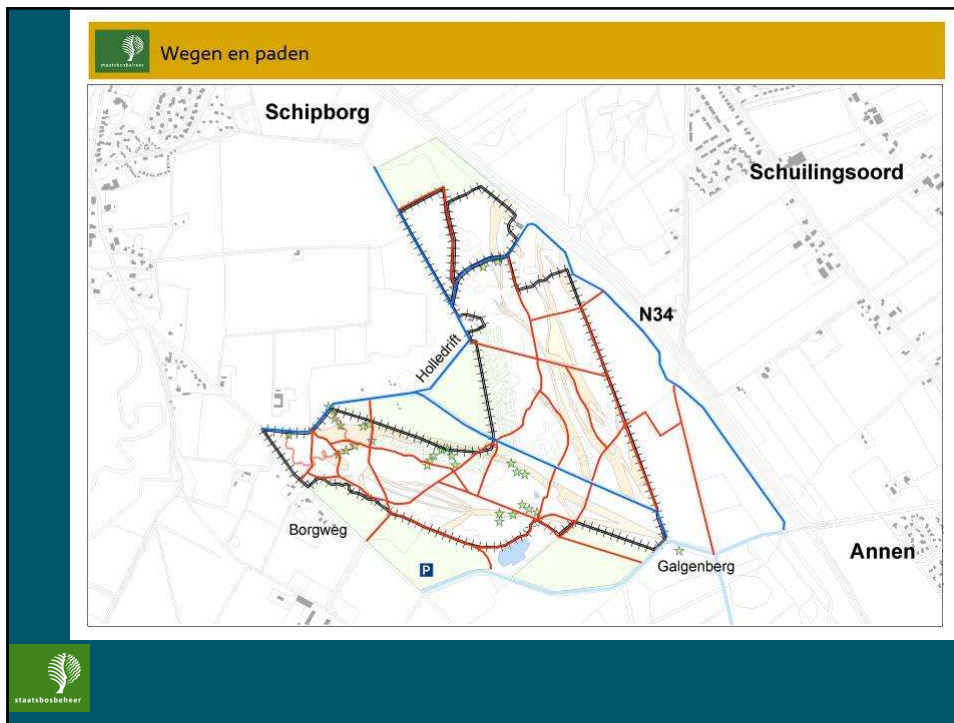 staatsbosbeheer
Wegen en paden
Schipborg
Schuilingsoord
N34
Holledrift
Borgweg
P
Galgenberg
Annen
staatsbosbeheer